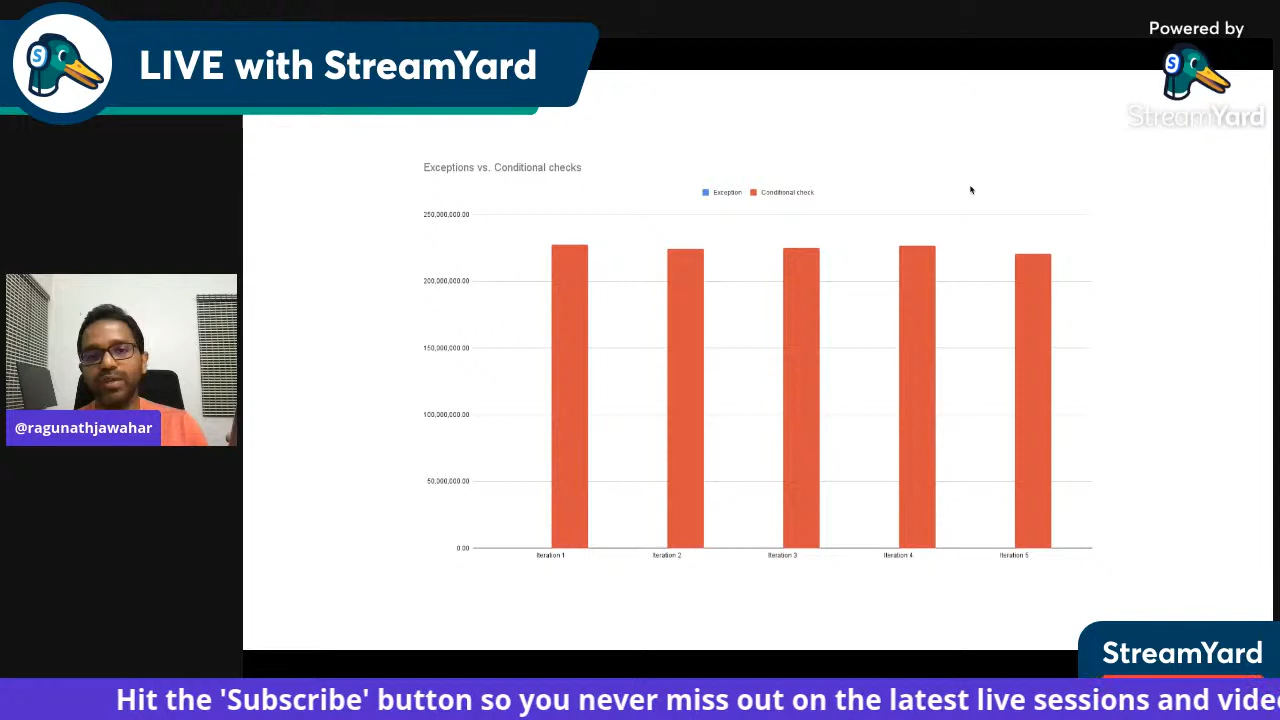 LIVE with StreamYard
Powered by
StreamYard
Exceptions vs. Conditional checks
Exception
Conditional check
250,000,000.00
200,000,000.00
150,000,000.00
100,000,000.00
50,000,000.00
0.00
Iteration 1
Iteration 2
Iteration 3
Iteration 4
Iteration 5
@ragunathjawahar
StreamYard
Hit the 'Subscribe' button so you never miss out on the latest live sessions and vide